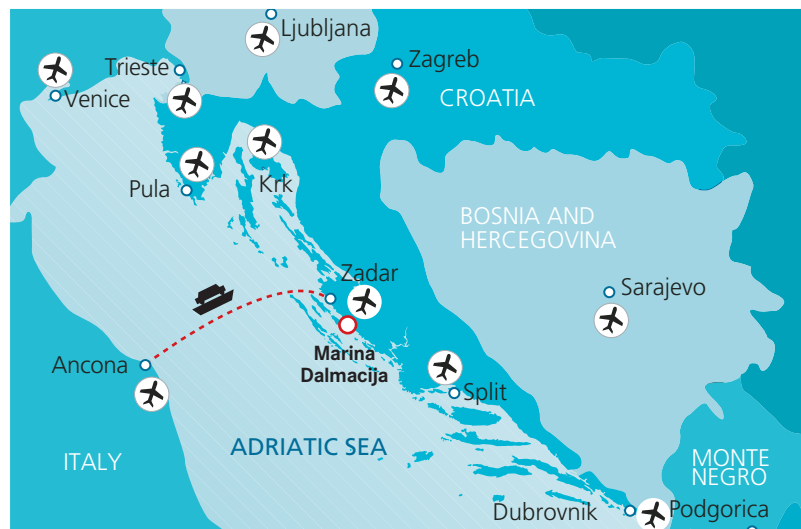 Ljubljana
Trieste
Zagreb
Venice
CROATIA
Pula
Krk
BOSNIA AND
HERCEGOVINA
Zadar
Sarajevo
Marina
Dalmacija
Ancona
Split
ADRIATIC SEA
ITALY
MONTE
NEGRO
Dubrovnik
Podgorica